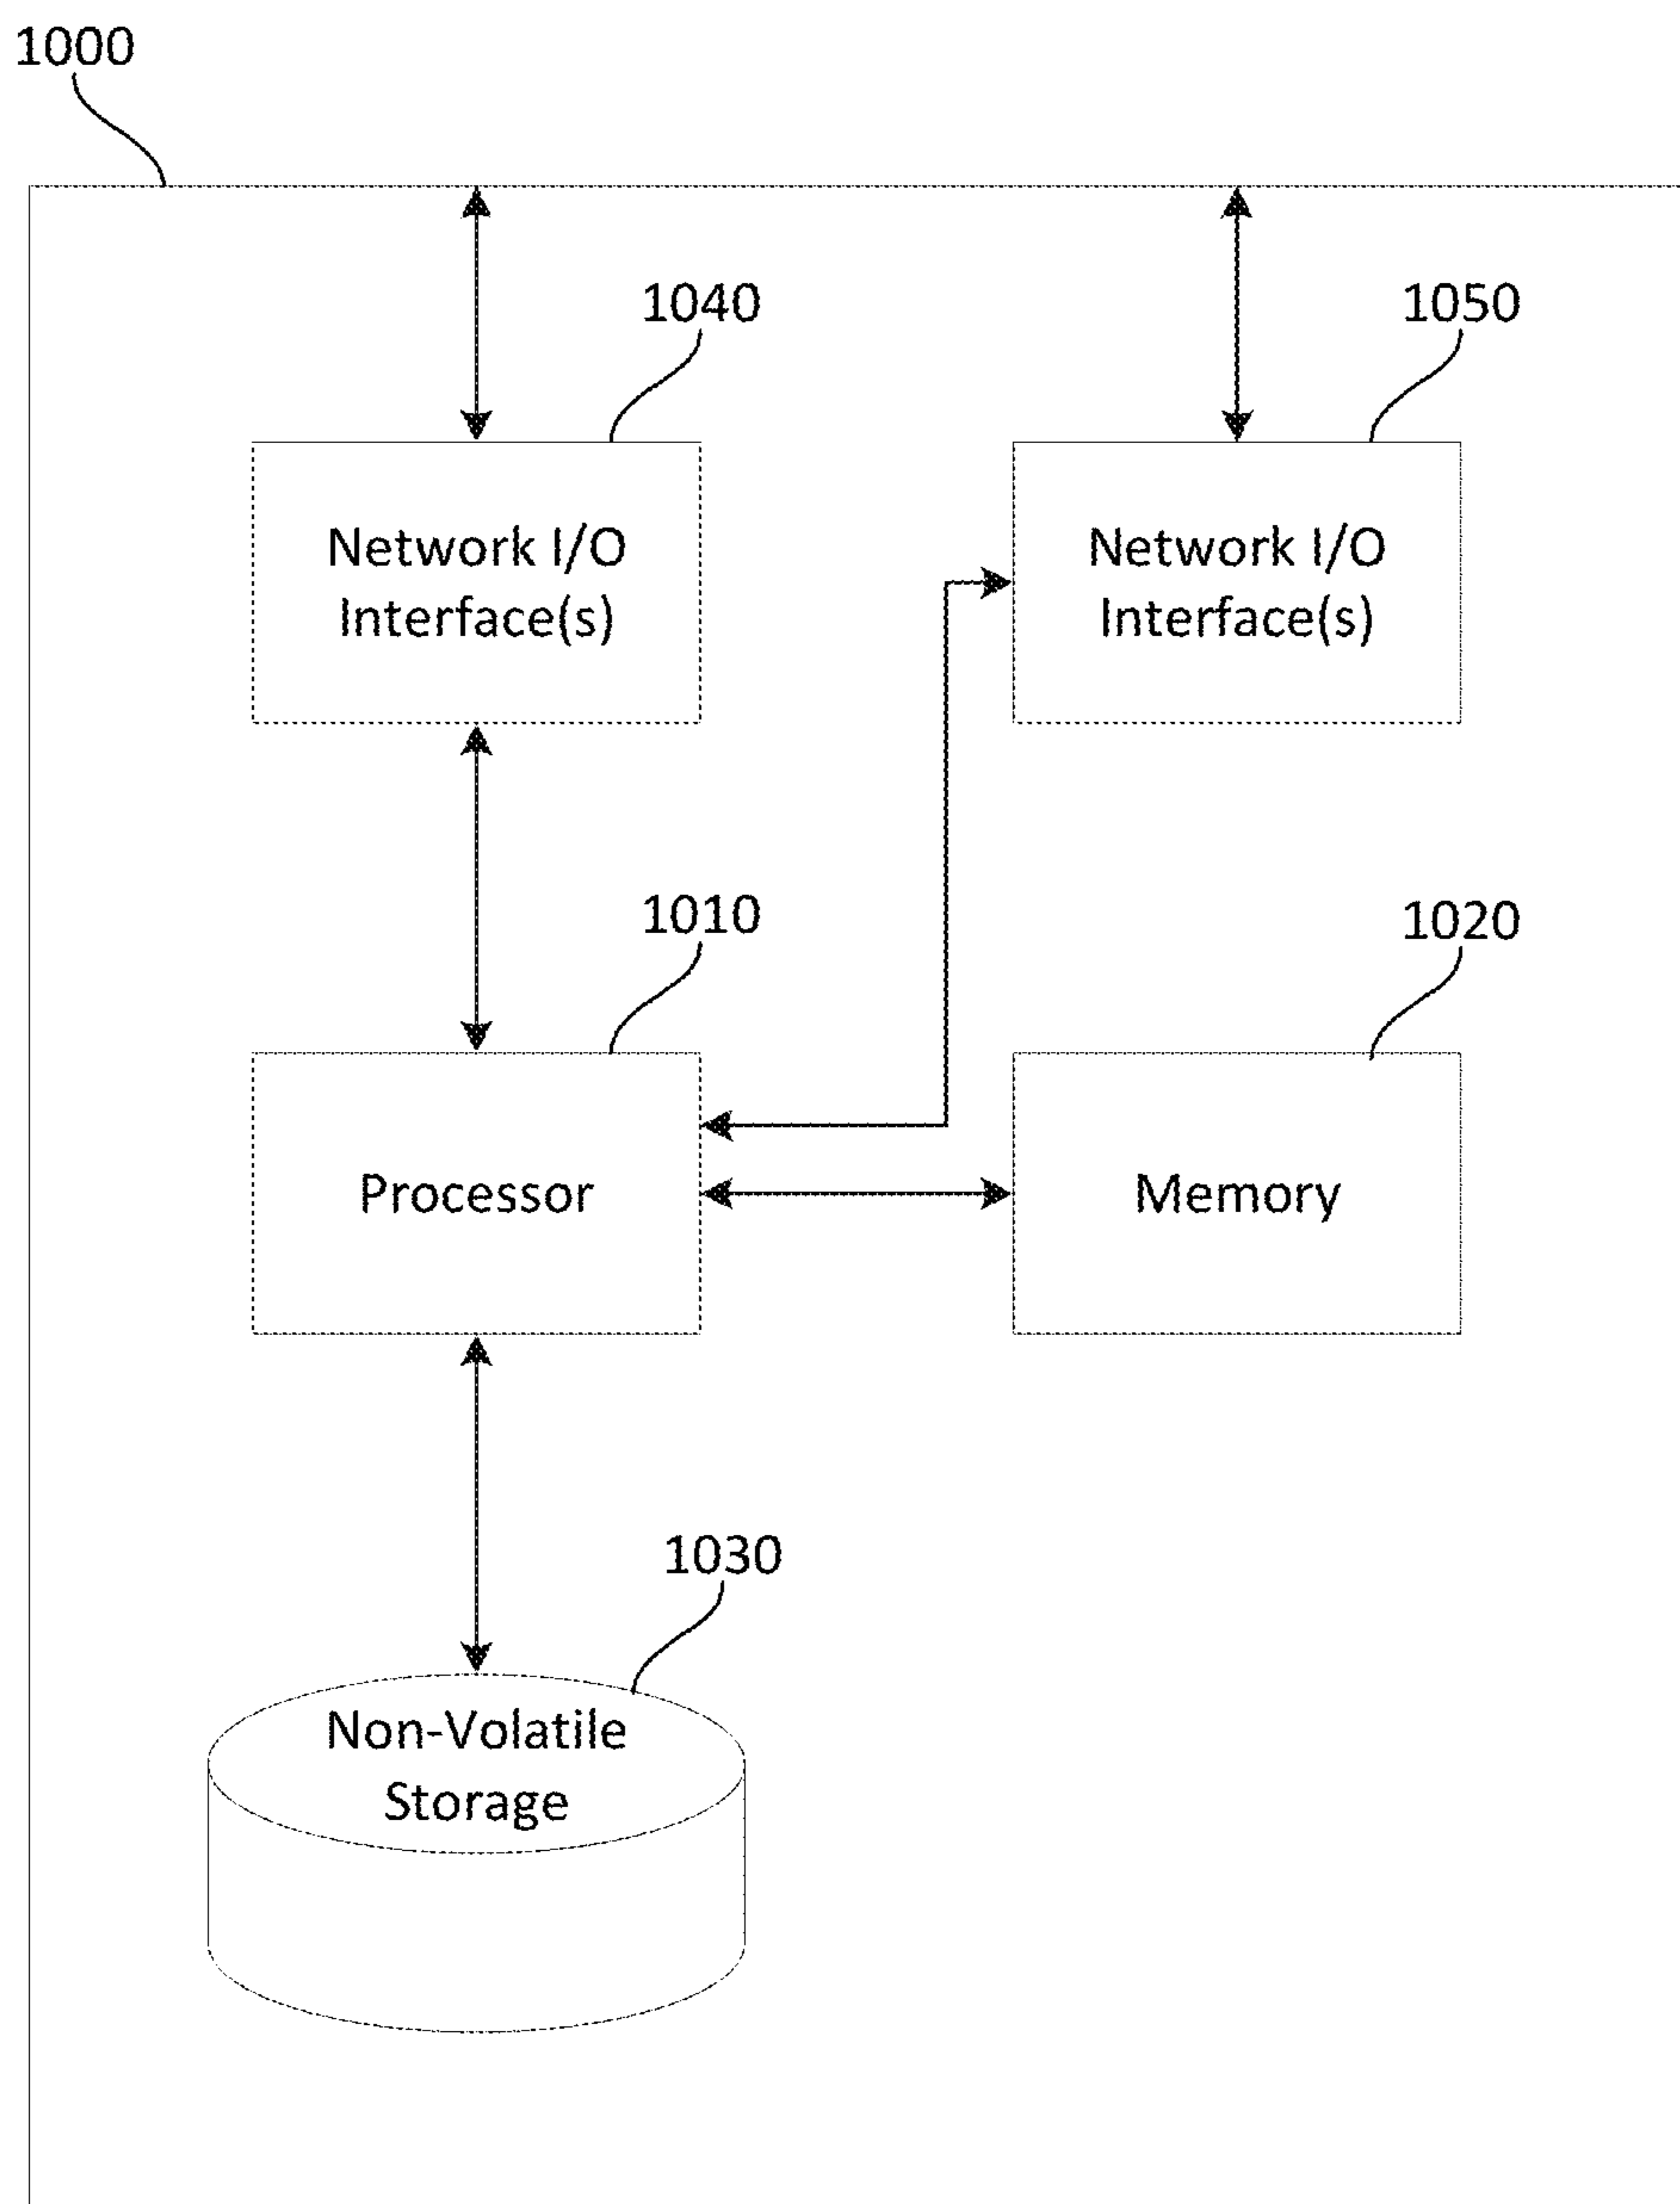 1000
1040
1050
Network I/O
Interface(s)
Network I/O
Interface(s)
1010
1020
Processor
Memory
1030
Non-Volatile
Storage